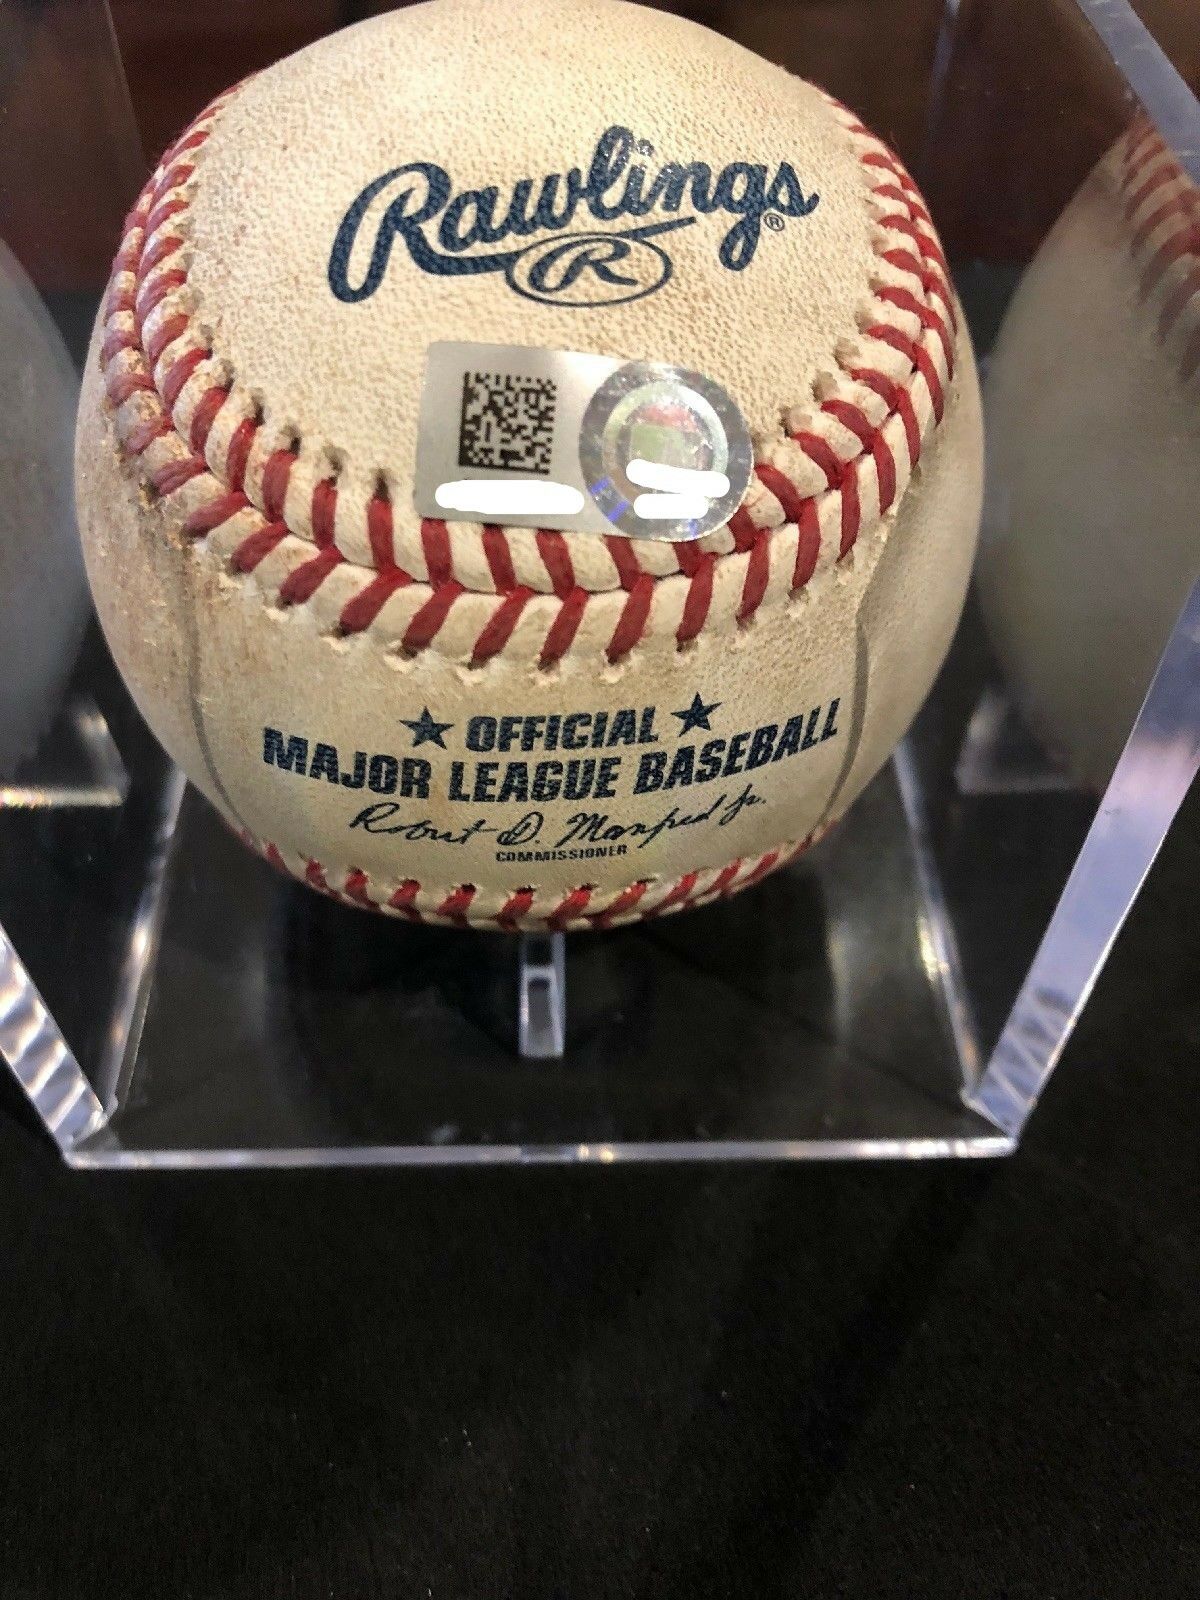 Rawlings®
R
★ OFFICIAL ★
MAJOR LEAGUE BASEBALL
Robert D. Manfred Jr.
COMMISSIONER